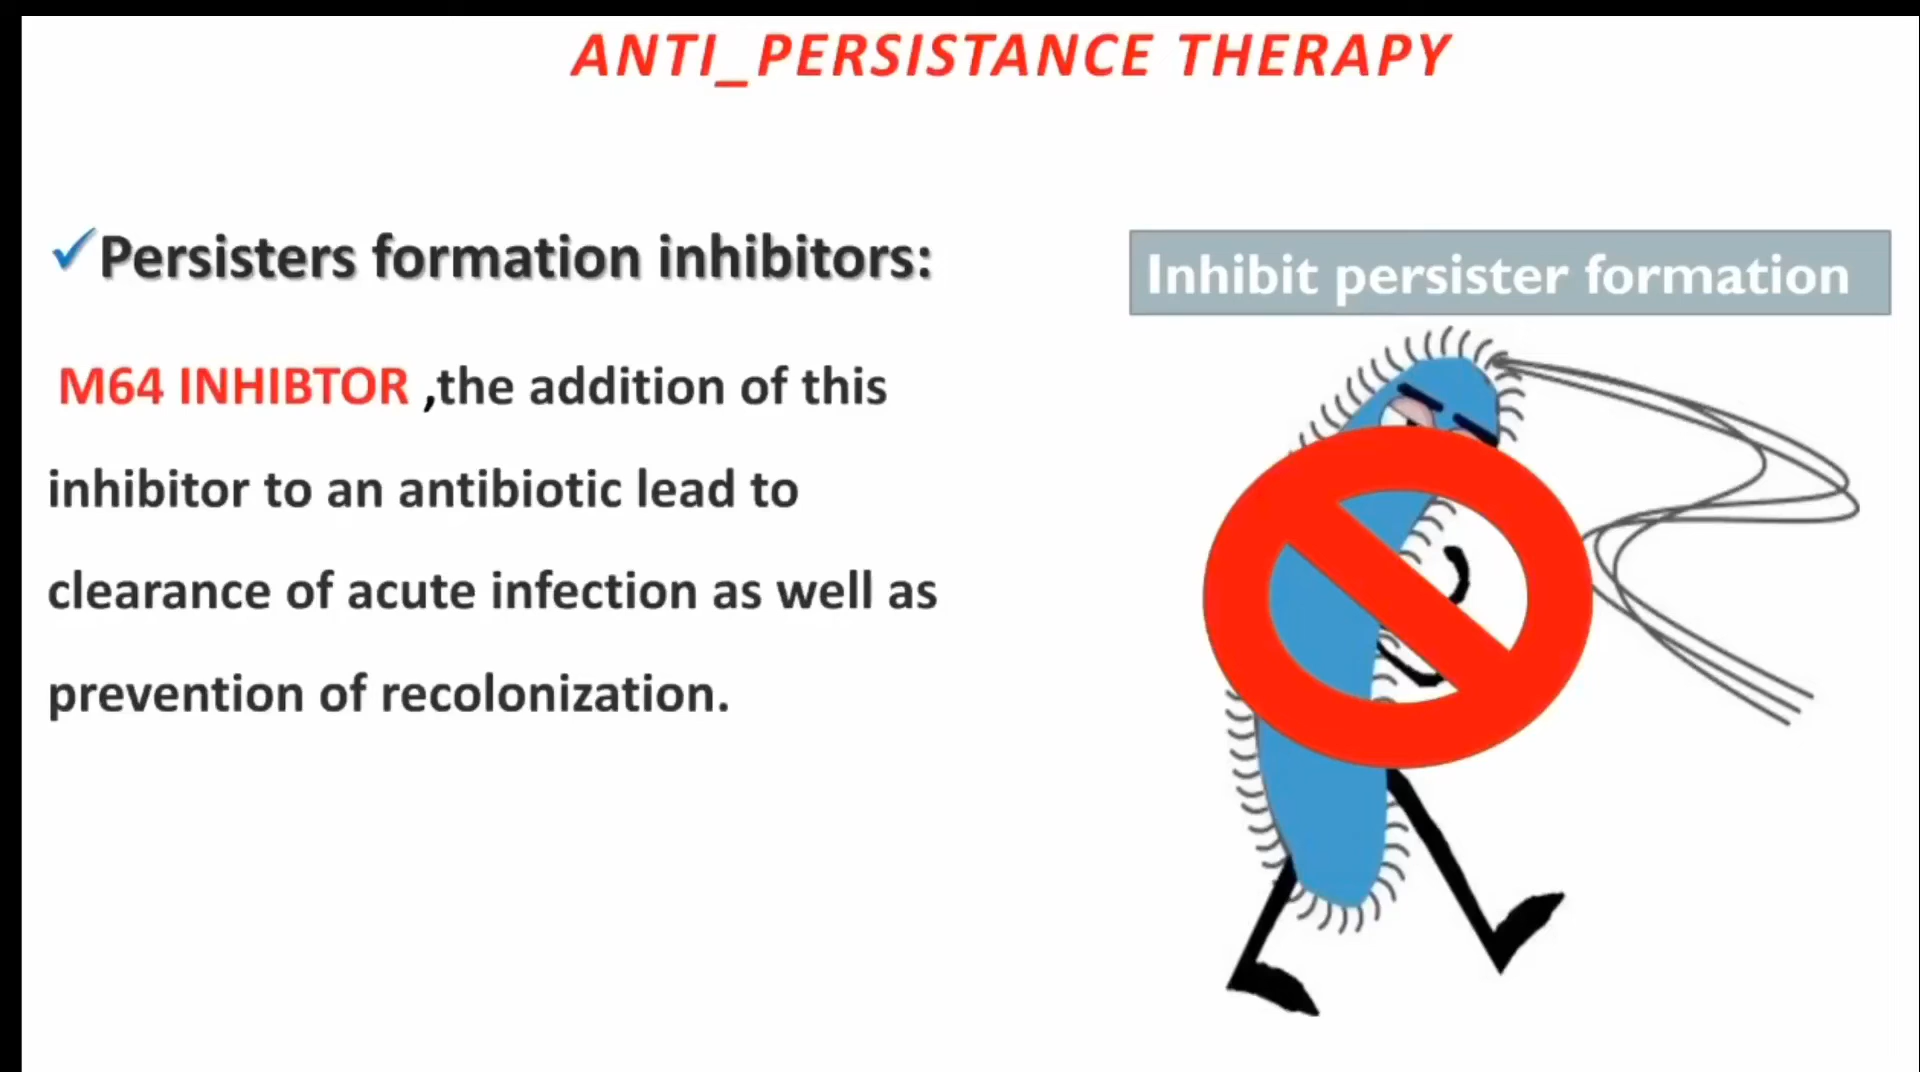 ANTI_PERSISTANCE THERAPY
✓Persisters formation inhibitors:
Inhibit persister formation
M64 INHIBTOR ,the addition of this
inhibitor to an antibiotic lead to
clearance of acute infection as well as
prevention of recolonization.